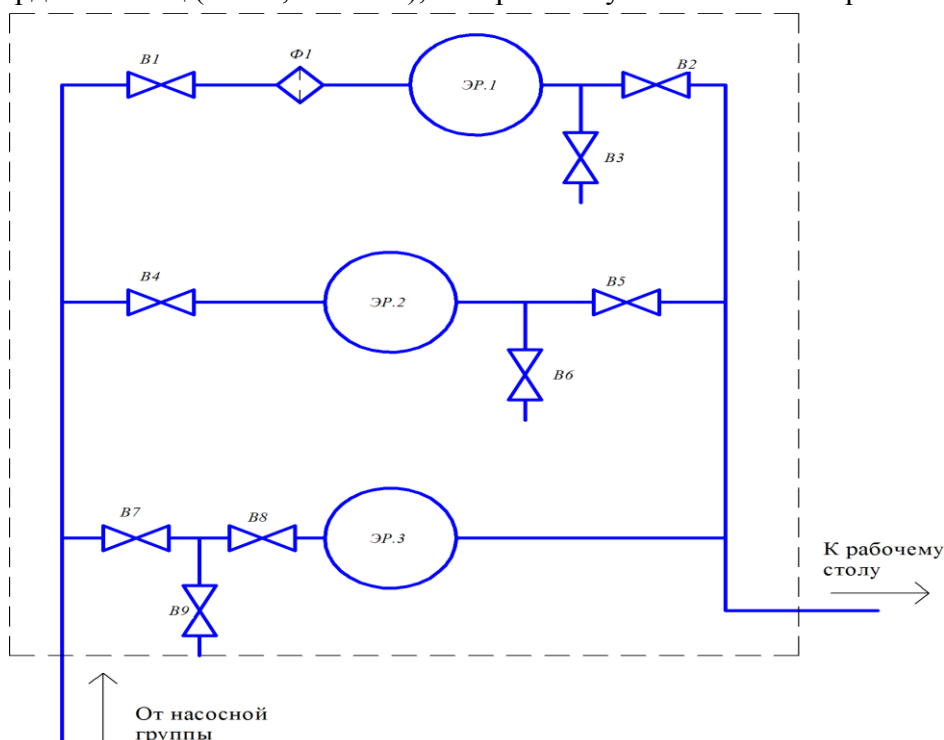 В1
Ф1
ЭР.1
В2
В3
В4
ЭР.2
В5
В6
В7
В8
ЭР.3
В9
К рабочему
столу
От насосной
группы